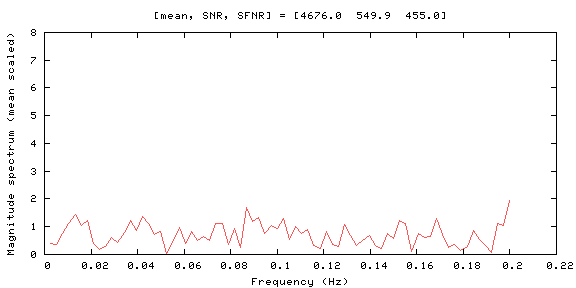 [mean, SNR, SFNR] = [4676.0 549.9 455.0]
Magnitude spectrum (mean scaled)
8
7
6
5
4
3
2
1
0
0 0.02 0.04 0.06 0.08 0.1 0.12 0.14 0.16 0.18 0.2 0.22
Frequency (Hz)